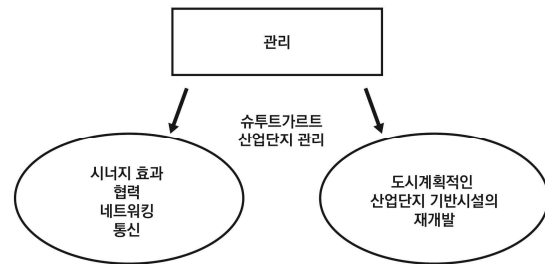 관리
슈투트가르트
산업단지 관리
시너지 효과
협력
네트워킹
통신
도시계획적인
산업단지 기반시설의
재개발